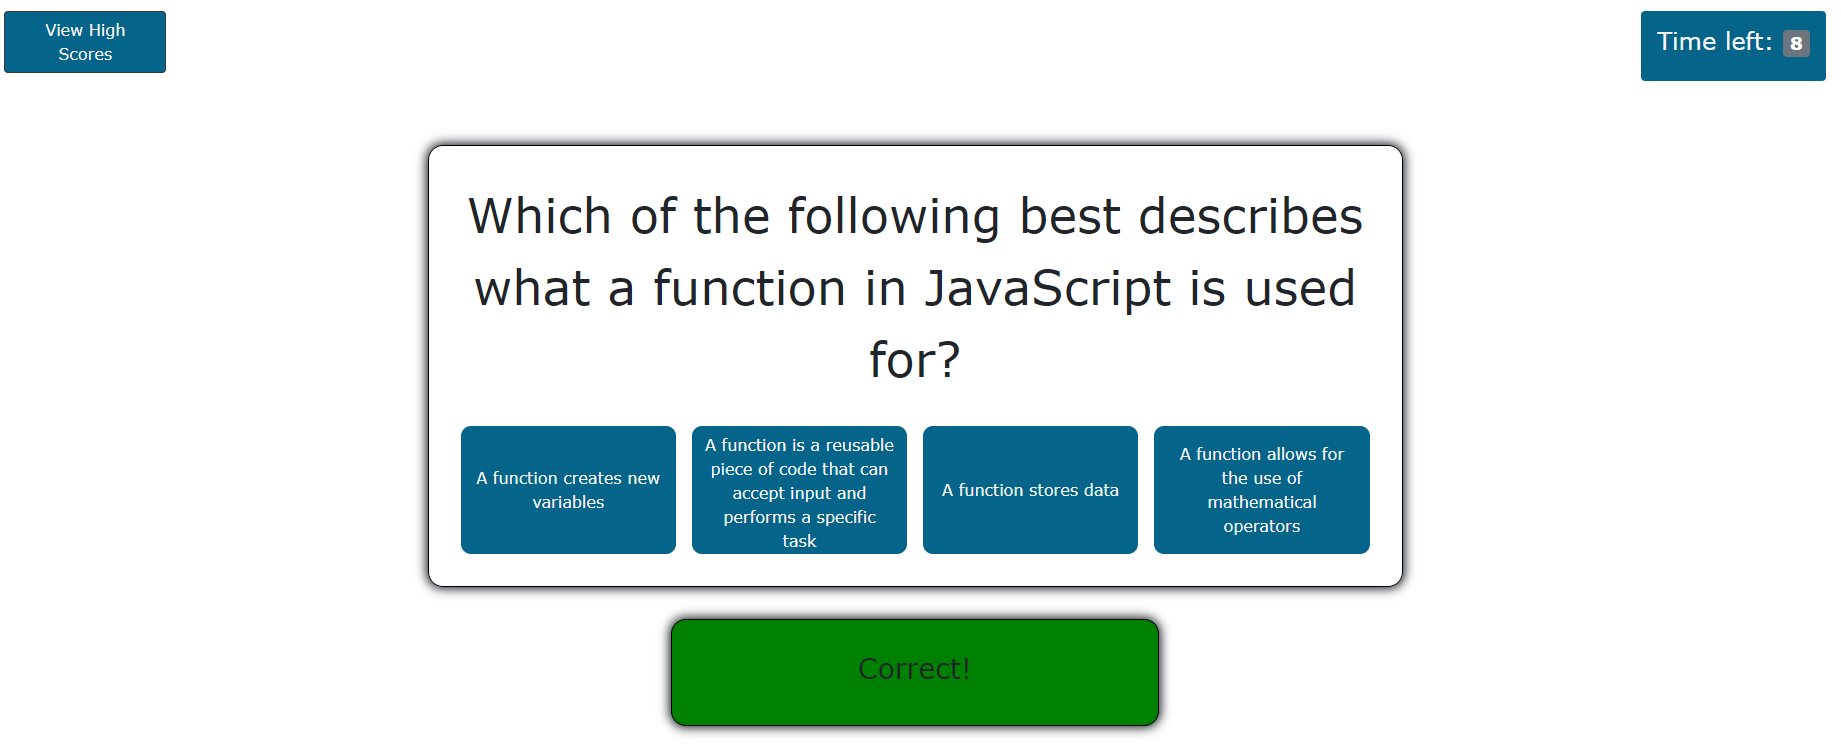 View High
Scores
Time left: 8
Which of the following best describes
what a function in JavaScript is used
for?
A function creates new
variables
A function is a reusable
piece of code that can
accept input and
performs a specific
task
A function stores data
A function allows for
the use of
mathematical
operators
Correct!